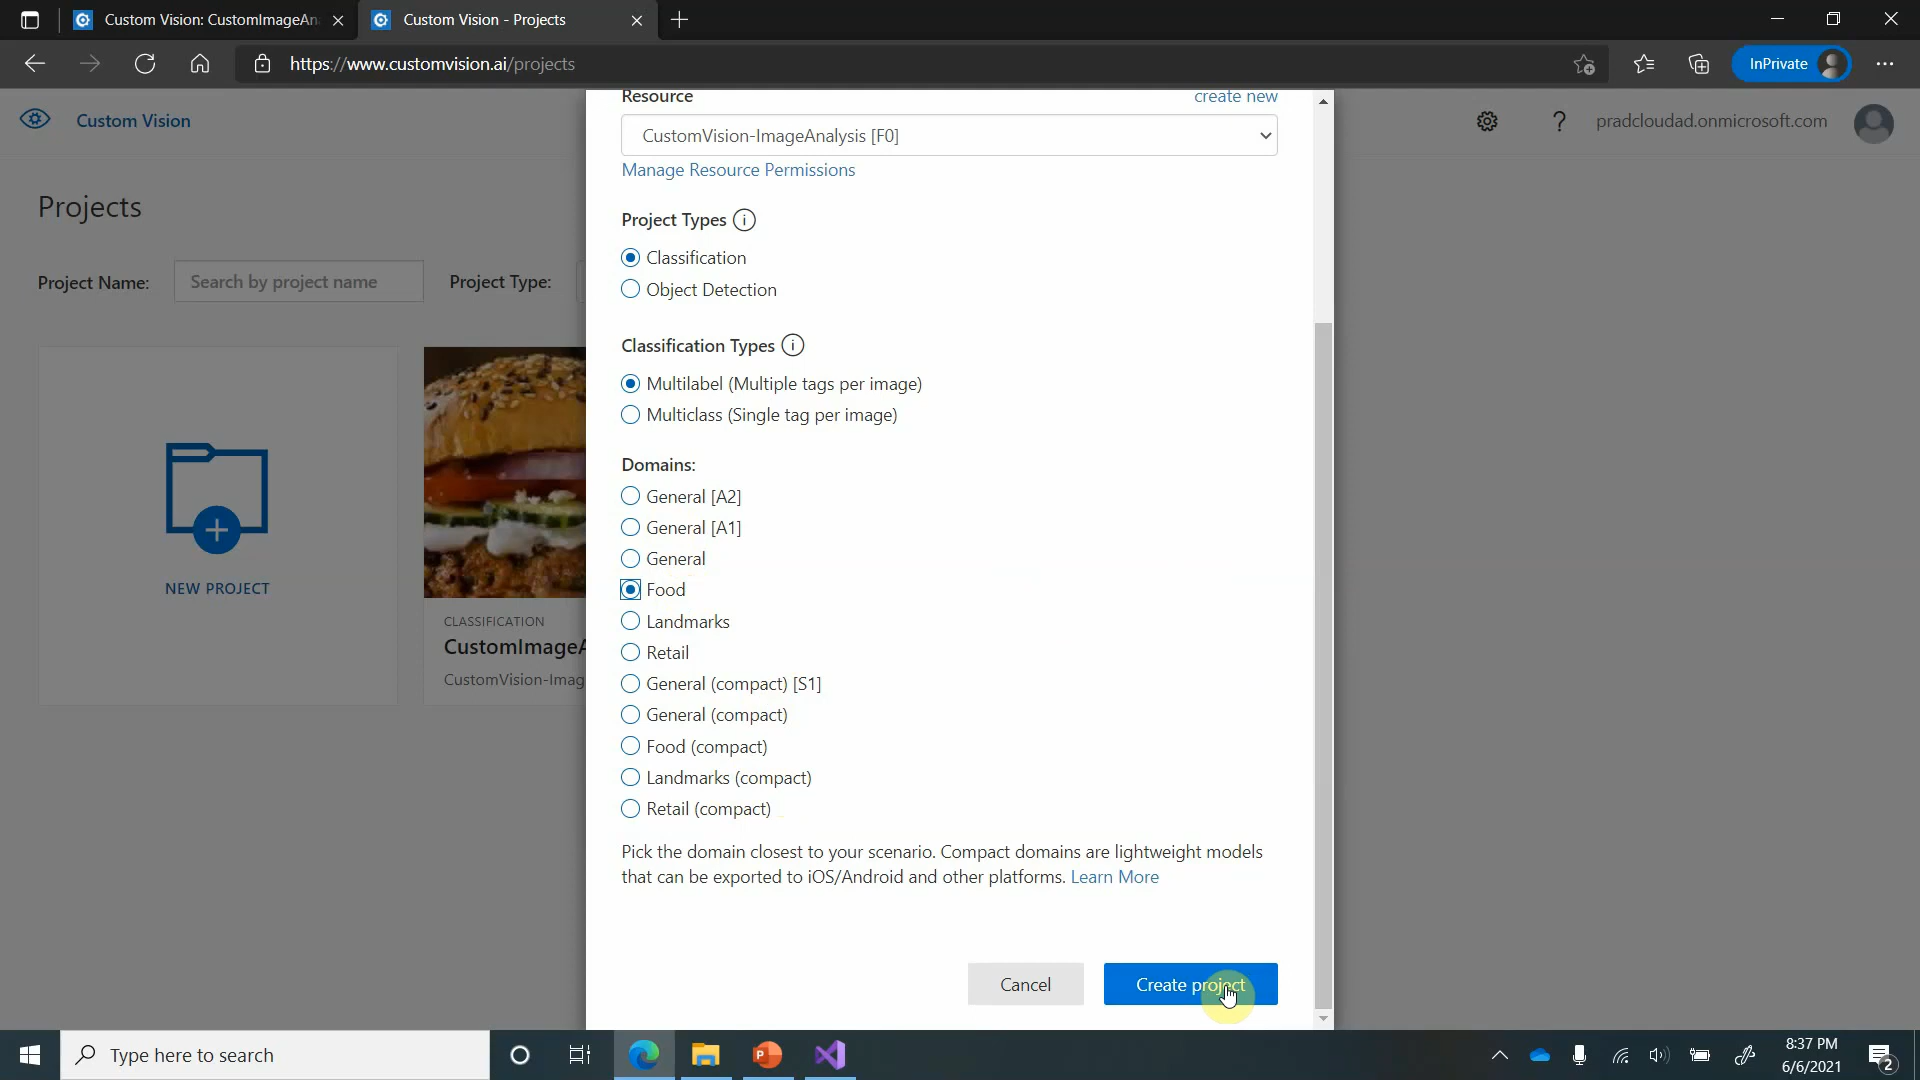 Custom Vision: CustomImageAn
Custom Vision - Projects
https://www.customvision.ai/projects
InPrivate
Custom Vision
pradcloudad.onmicrosoft.com
Projects
Project Name:
Search by project name
Project Type:
NEW PROJECT
CLASSIFICATION
CustomImageA
CustomVision-Imag
Resource
create new
CustomVision-ImageAnalysis [F0]
Manage Resource Permissions
Project Types i
Classification
Object Detection
Classification Types i
Multilabel (Multiple tags per image)
Multiclass (Single tag per image)
Domains:
General [A2]
General [A1]
General
Food
Landmarks
Retail
General (compact) [S1]
General (compact)
Food (compact)
Landmarks (compact)
Retail (compact)
Pick the domain closest to your scenario. Compact domains are lightweight models
that can be exported to iOS/Android and other platforms. Learn More
Cancel
Create project
Type here to search
8:37 PM
6/6/2021
2